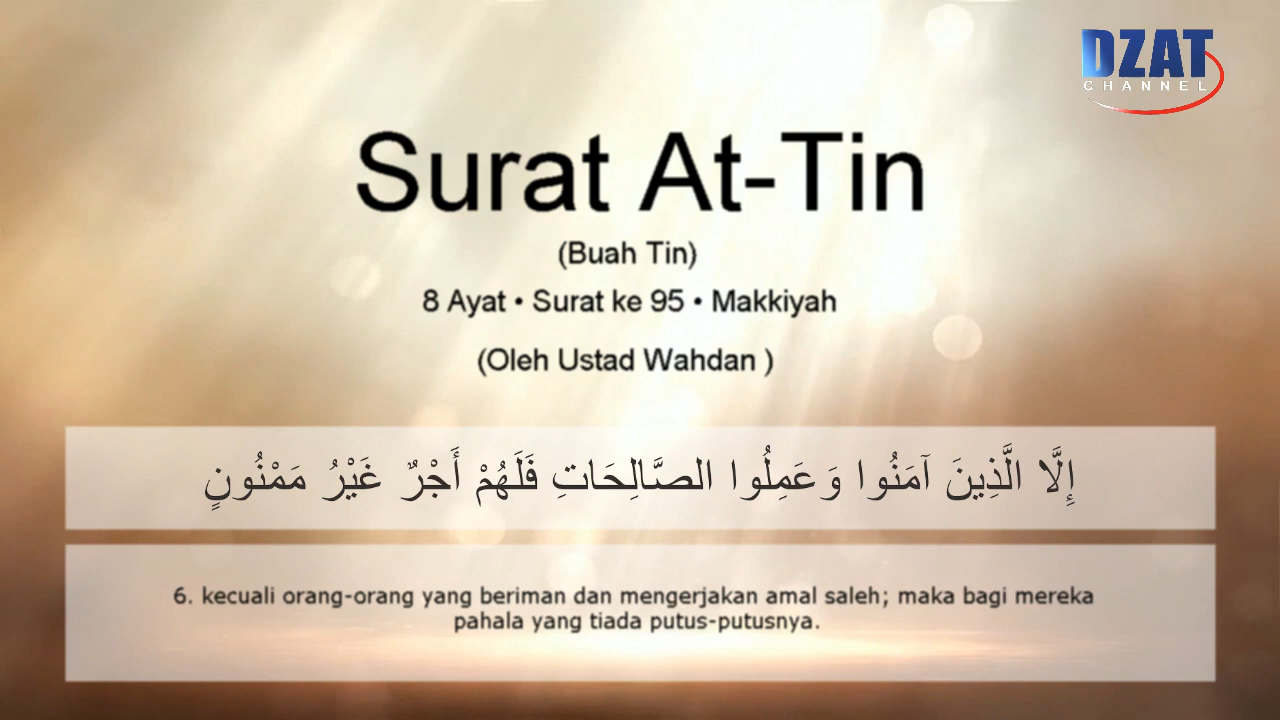 DZAT
CHANNEL
Surat At-Tin
(Buah Tin)
8 Ayat • Surat ke 95 • Makkiyah
(Oleh Ustad Wahdan )
إِلَّا الَّذِينَ آمَنُوا وَعَمِلُوا الصَّالِحَاتِ فَلَهُمْ أَجْرٌ غَيْرُ مَمْنُونٍ
6. kecuali orang-orang yang beriman dan mengerjakan amal saleh; maka bagi mereka
pahala yang tiada putus-putusnya.